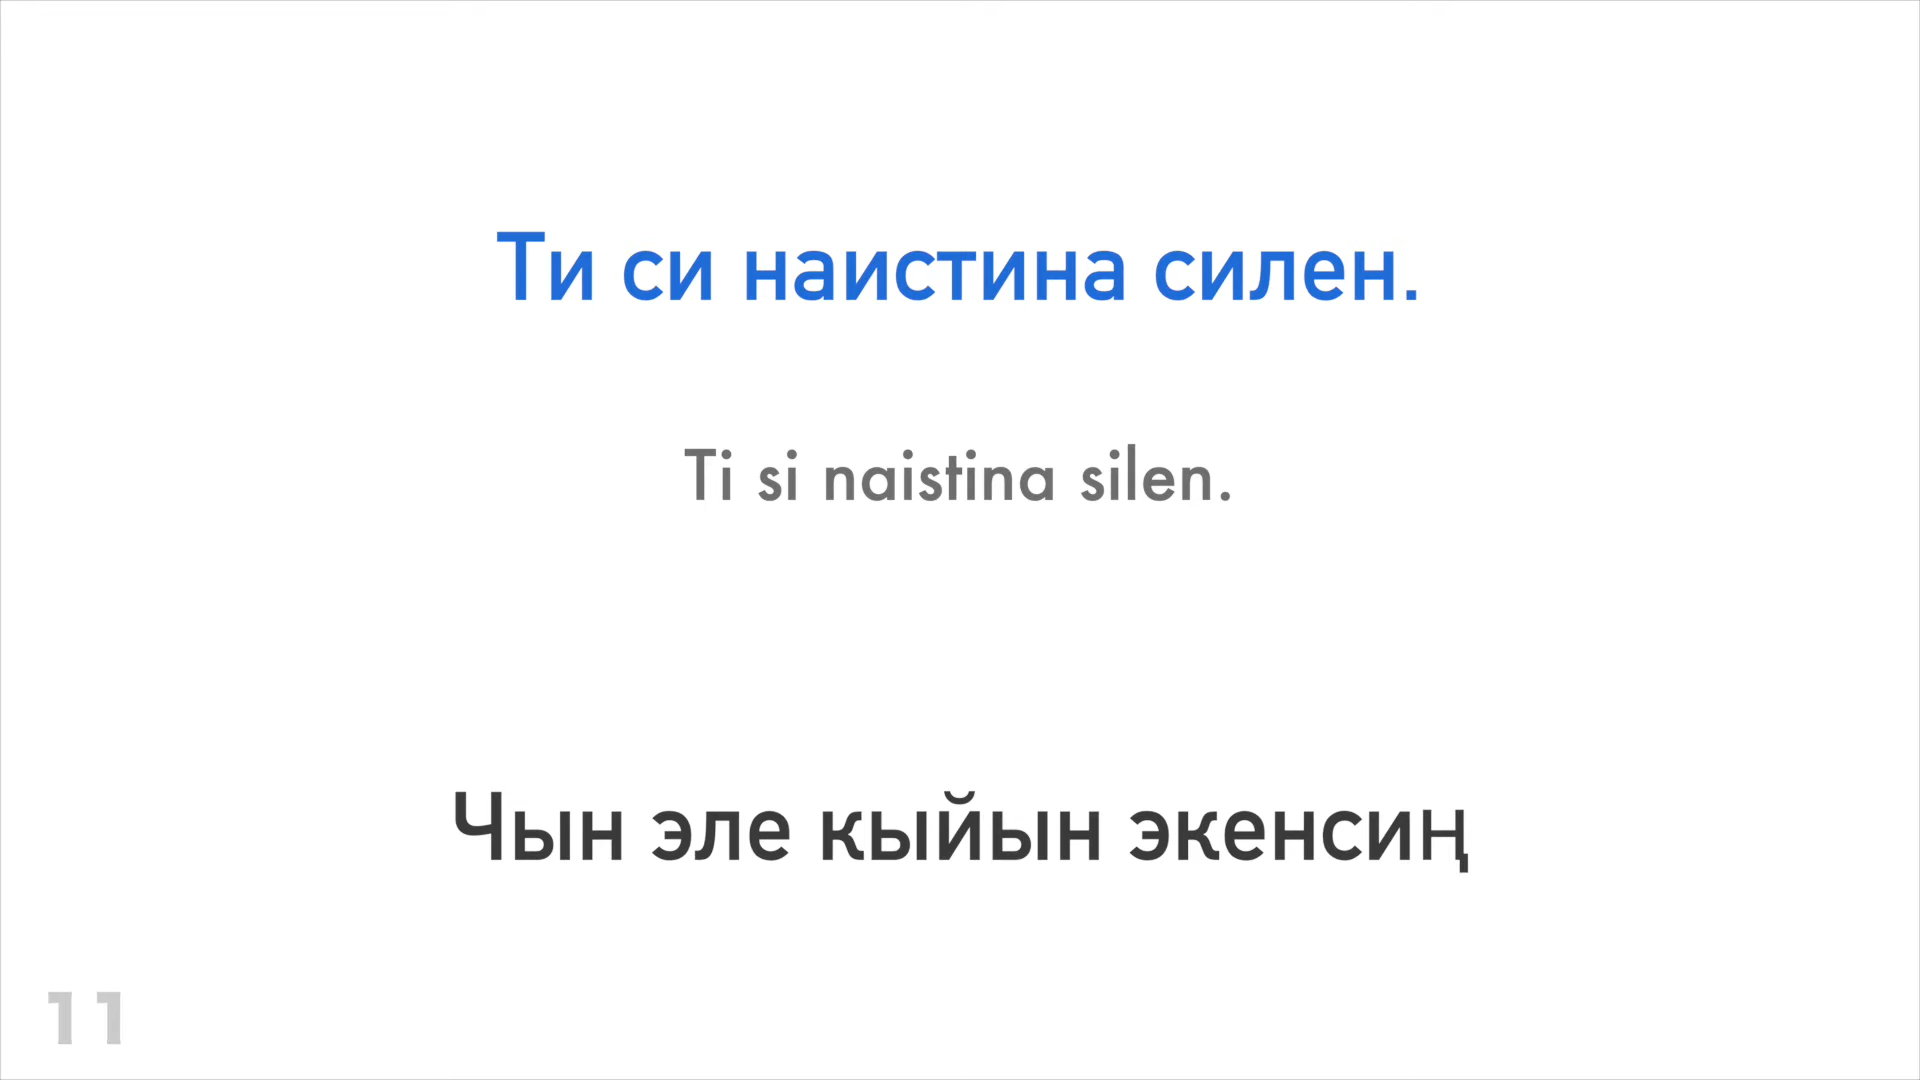 Ти си наистина силен.
Ti si naistina silen.
Чын эле кыйын экенсиң
11